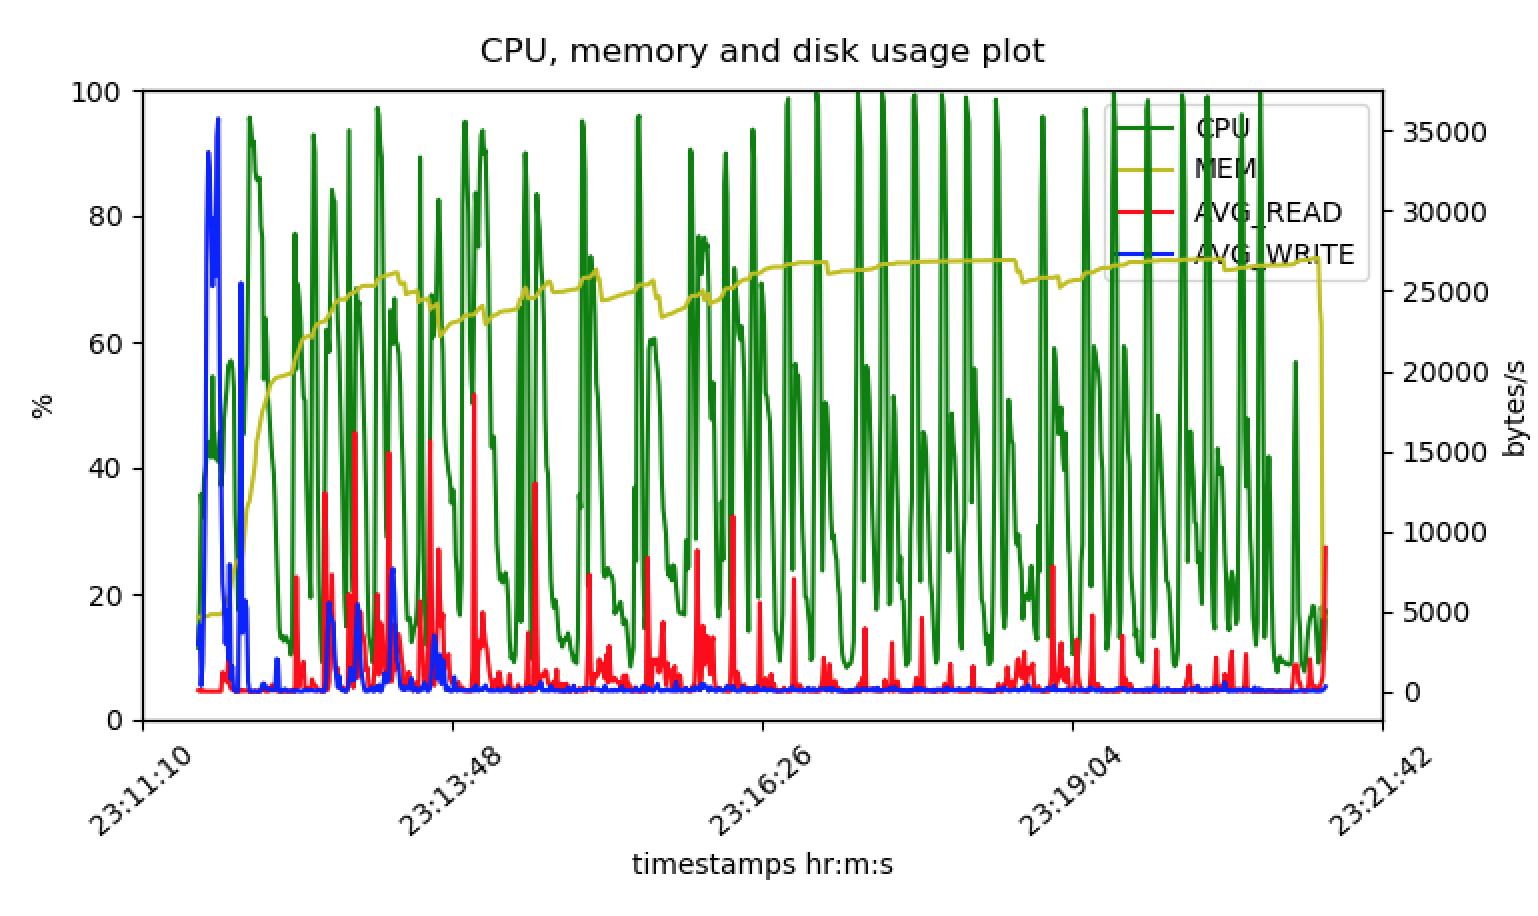 CPU, memory and disk usage plot
100
80
60
40
20
0
%
CPU
MEM
AVG_READ
AVG_WRITE
35000
30000
25000
20000
15000
10000
5000
0
bytes/s
23:11:10
23:13:48
23:16:26
23:19:04
23:21:42
timestamps hr:m:s